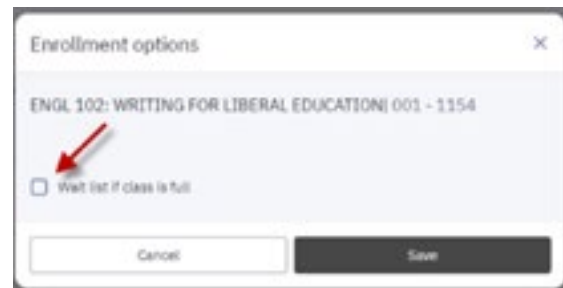 Enrollment options
ENGL 102: WRITING FOR LIBERAL EDUCATION| 001 - 1154
Wait list if class is full
Cancel
Save